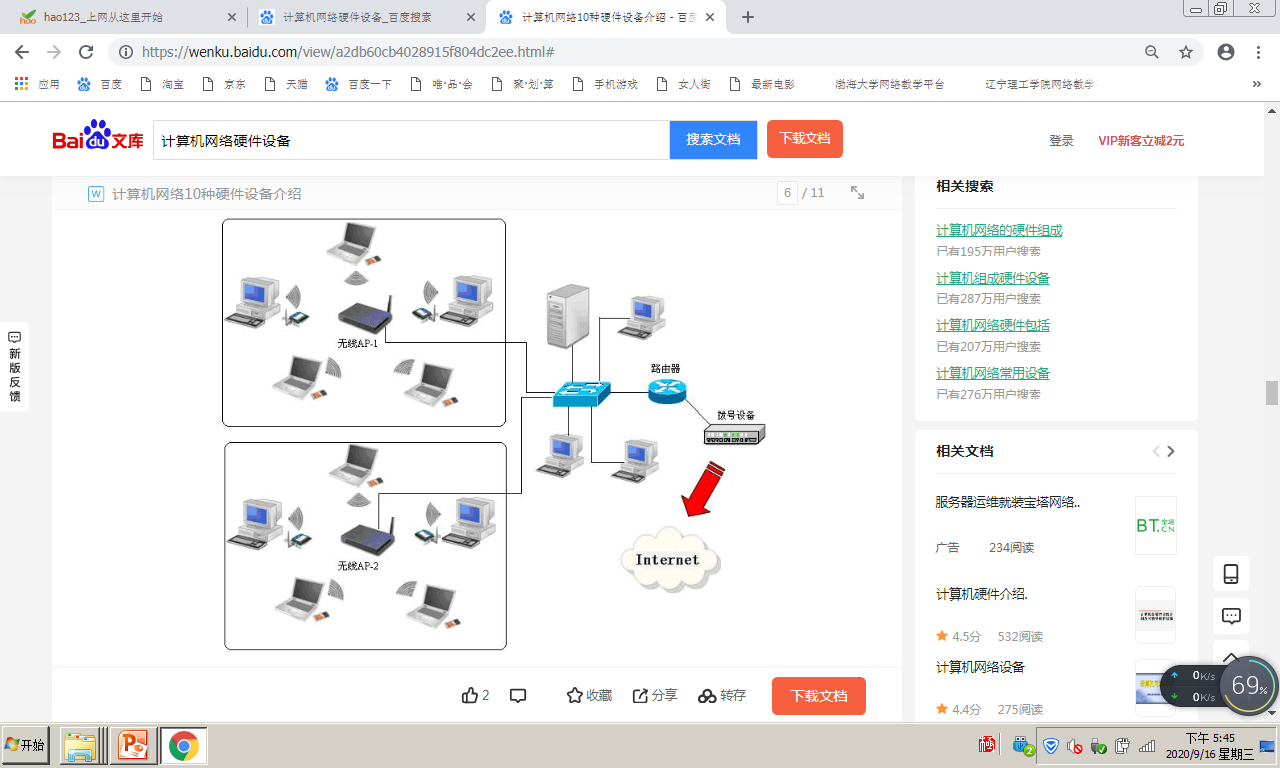 hao123_上网从这里开始
计算机网络硬件设备_百度搜索
计算机网络10种硬件设备介绍 - 百度
https://wenku.baidu.com/view/a2db60cb4028915f804dc2ee.html#
应用 百度 淘宝 京东 天猫 百度一下 唯·品·会 聚·划·算 手机游戏 女人街 最新电影 渤海大学网络教学平台 辽宁理工学院网络教学
Bai du 文库
计算机网络硬件设备
搜索文档
下载文档
登录
VIP新客立减2元
W 计算机网络10种硬件设备介绍
6 / 11
新版反馈
无线AP-1
无线AP-2
路由器
拨号设备
Internet
2
收藏
分享
转存
下载文档
相关搜索
计算机网络的硬件组成
已有195万用户搜索
计算机组成硬件设备
已有287万用户搜索
计算机网络硬件包括
已有207万用户搜索
计算机网络常用设备
已有276万用户搜索
相关文档
服务器运维就装宝塔网络..
广告 234阅读
BT.宝塔.CN
计算机硬件介绍.
4.5分 532阅读
计算机网络设备
4.4分 275阅读
0K/s
0K/s
69%
开始
2
下午 5:45
2020/9/16 星期三